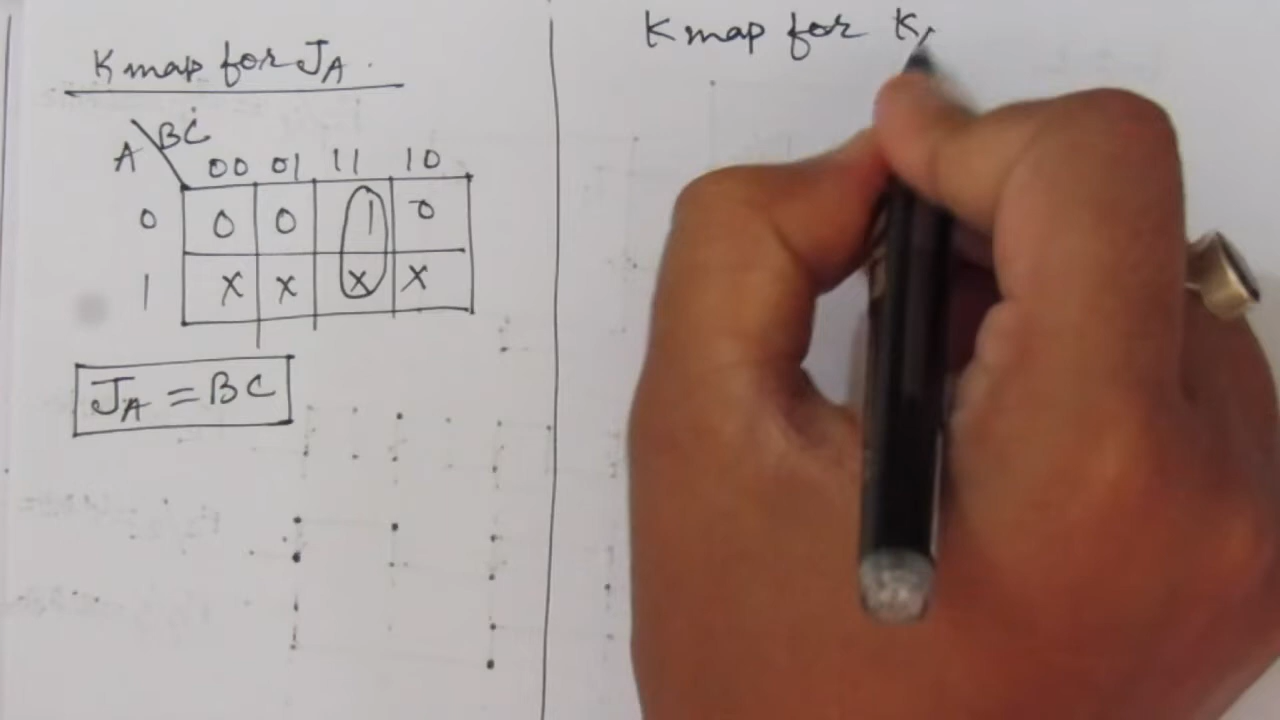 K map for JA.
A BC
00 01 11 10
0 0 0 1 0
1 X X X X
JA = BC
K map for K